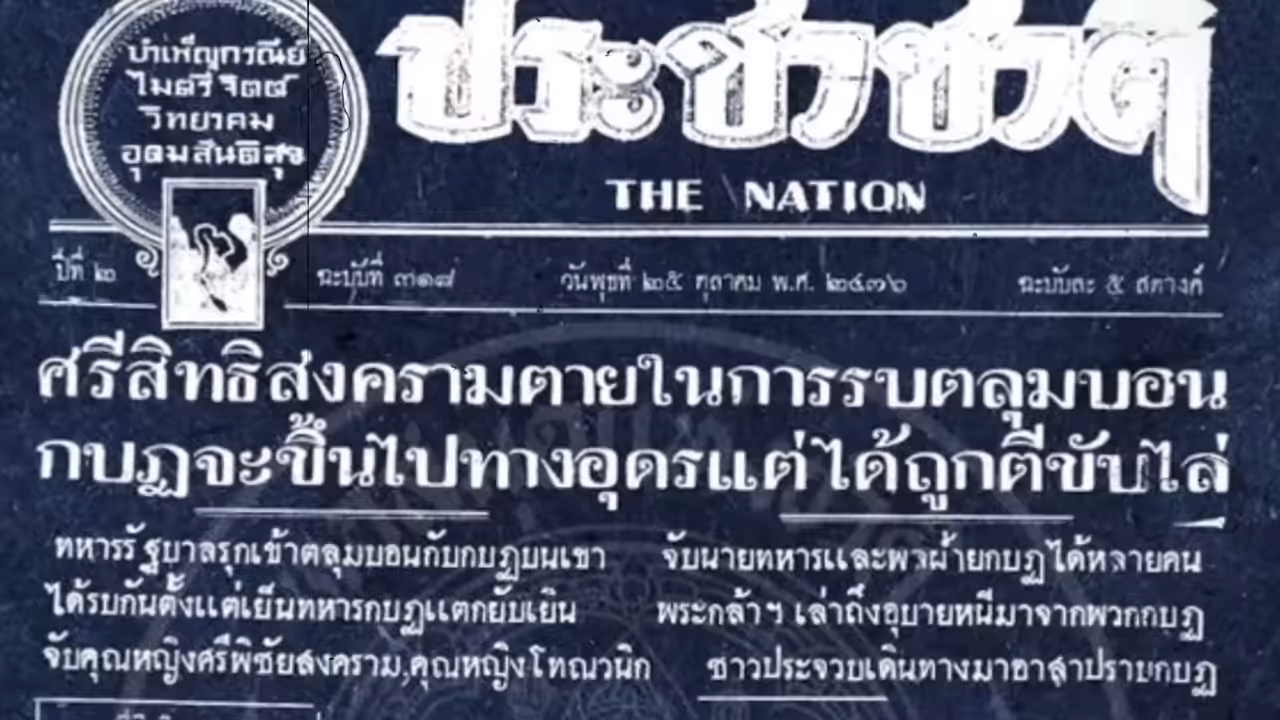 บำเพ็ญกรณีย์
ไมตรีจิตต์
วิทยาคม
อุดมสันติสุข
ประชาชาติ
THE NATION
ปีที่ ๒ ฉะบับที่ ๓๑๗ วันพุธที่ ๒๕ ตุลาคม พ.ศ. ๒๔๗๖ ฉะบับละ ๕ สตางค์
ศรีสิทธิสงครามตายในการรบตลุมบอน
กบฏจะขึ้นไปทางอุดรแต่ได้ถูกตีขับไล่
ทหารรัฐบาลรุกเข้าตลุมบอนกับกบฏบนเขา
ได้รบกันตั้งแต่เย็นทหารกบฏแตกยับเยิน
จับคุณหญิงศรีพิชัยสงคราม,คุณหญิงโทณวนิก
จับนายทหารและพลฝ่ายกบฏได้หลายคน
พระกล้าฯ เล่าถึงอุบายหนีมาจากพวกกบฏ
ชาวประจวบเดินทางมาอาสาปราบกบฏ